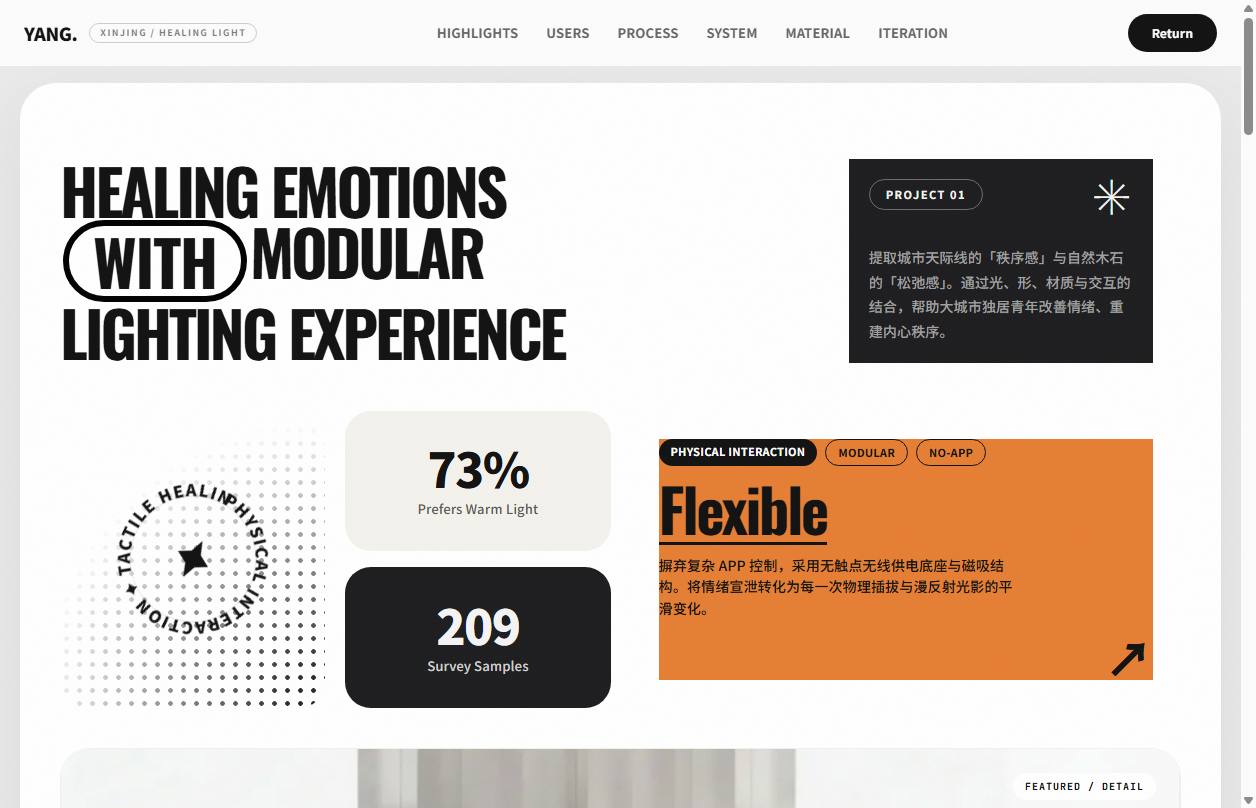 YANG.
XINJING / HEALING LIGHT
HIGHLIGHTS
USERS
PROCESS
SYSTEM
MATERIAL
ITERATION
Return
HEALING EMOTIONS
WITH MODULAR
LIGHTING EXPERIENCE
PROJECT 01
提取城市天际线的「秩序感」与自然木石
的「松弛感」。通过光、形、材质与交互的
结合，帮助大城市独居青年改善情绪、重
建内心秩序。
PHYSICAL INTERACTION ✦ TACTILE HEALIN
73%
Prefers Warm Light
209
Survey Samples
PHYSICAL INTERACTION
MODULAR
NO-APP
Flexible
摒弃复杂 APP 控制，采用无触点无线供电底座与磁吸结
构。将情绪宣泄转化为每一次物理插拔与漫反射光影的平
滑变化。
FEATURED / DETAIL